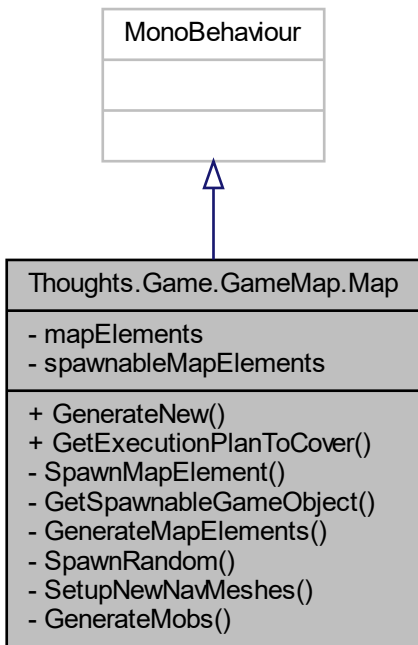 MonoBehaviour
Thoughts.Game.GameMap.Map
- mapElements
- spawnableMapElements
+ GenerateNew()
+ GetExecutionPlanToCover()
- SpawnMapElement()
- GetSpawnableGameObject()
- GenerateMapElements()
- SpawnRandom()
- SetupNewNavMeshes()
- GenerateMobs()